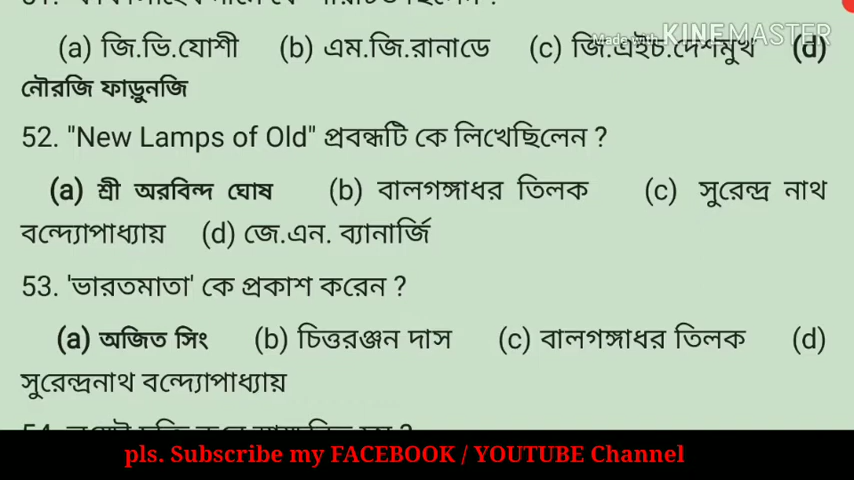 (a) জি.ভি.যোশী (b) এম.জি.রানাডে (c) জি.এইচ.দেশমুখ (d)
Made with KINEMASTER
নৌরজি ফাড়ুনজি
52. "New Lamps of Old" প্রবন্ধটি কে লিখেছিলেন ?
(a) শ্রী অরবিন্দ ঘোষ (b) বালগঙ্গাধর তিলক (c) সুরেন্দ্র নাথ
বন্দ্যোপাধ্যায় (d) জে.এন. ব্যানার্জি
53. 'ভারতমাতা' কে প্রকাশ করেন ?
(a) অজিত সিং (b) চিত্তরঞ্জন দাস (c) বালগঙ্গাধর তিলক (d)
সুরেন্দ্রনাথ বন্দ্যোপাধ্যায়
pls. Subscribe my FACEBOOK / YOUTUBE Channel